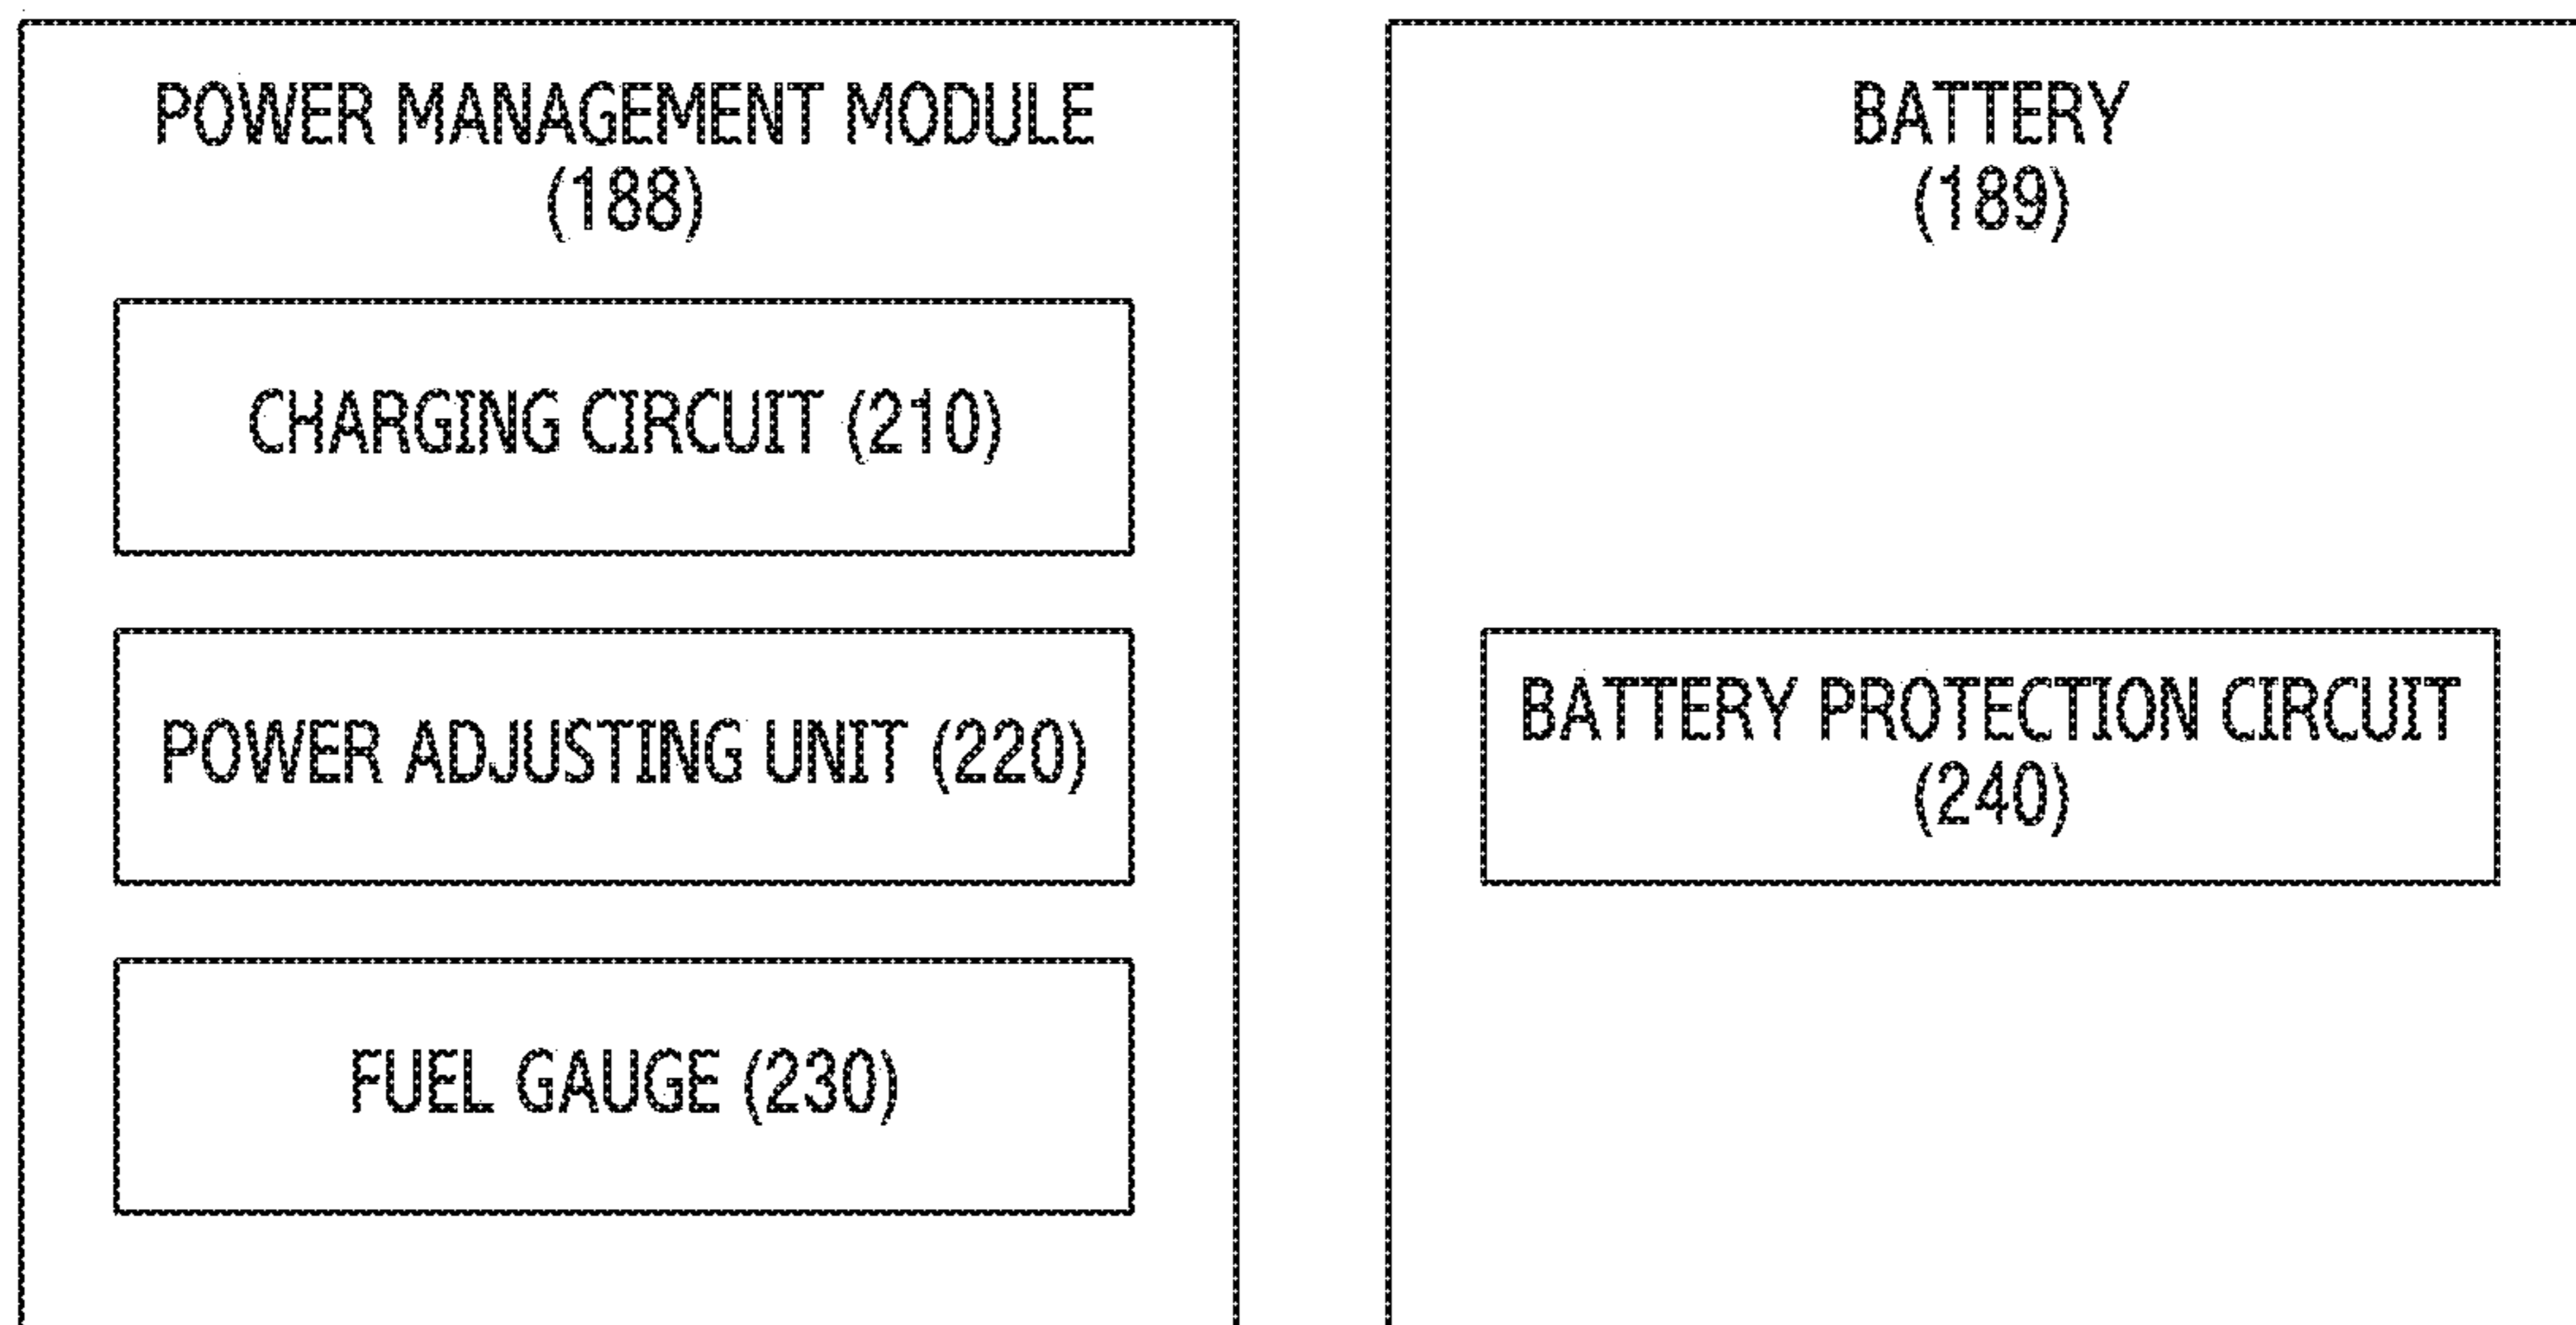 POWER MANAGEMENT MODULE
(188)
CHARGING CIRCUIT (210)
POWER ADJUSTING UNIT (220)
FUEL GAUGE (230)
BATTERY
(189)
BATTERY PROTECTION CIRCUIT
(240)